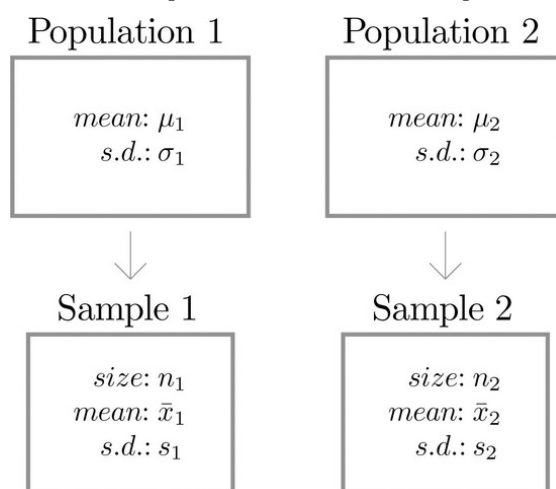 Population 1
mean: μ₁
s.d.: σ₁
Population 2
mean: μ₂
s.d.: σ₂
Sample 1
size: n₁
mean: x̄₁
s.d.: s₁
Sample 2
size: n₂
mean: x̄₂
s.d.: s₂